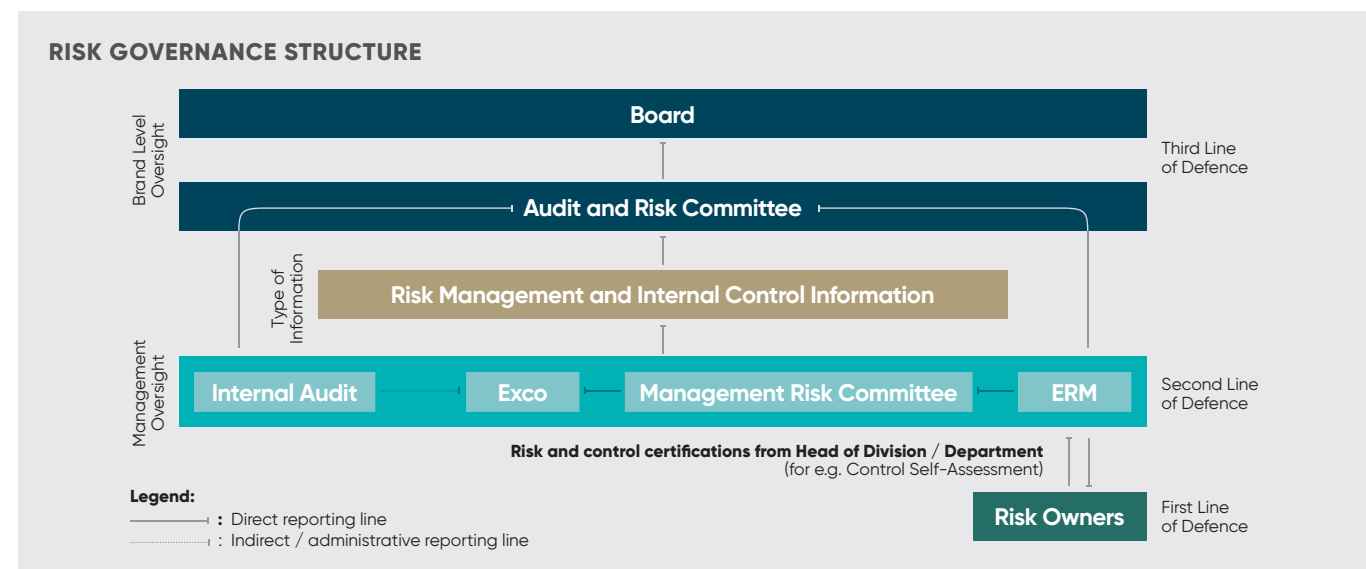 RISK GOVERNANCE STRUCTURE
Brand Level
Oversight
Board
Third Line
of Defence
Audit and Risk Committee
Type of
Information
Risk Management and Internal Control Information
Management
Oversight
Internal Audit
Exco
Management Risk Committee
ERM
Second Line
of Defence
Risk and control certifications from Head of Division / Department
(for e.g. Control Self-Assessment)
Legend:
: Direct reporting line
: Indirect / administrative reporting line
Risk Owners
First Line
of Defence